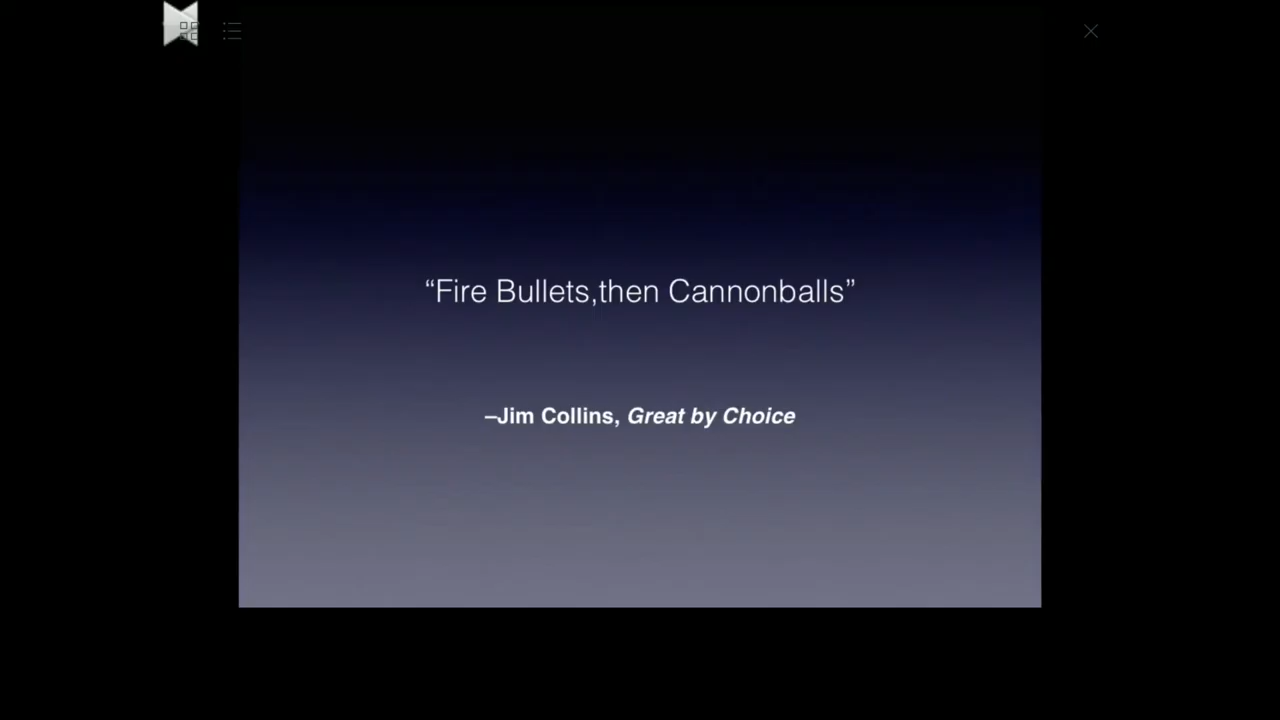 “Fire Bullets,then Cannonballs”
–Jim Collins, Great by Choice